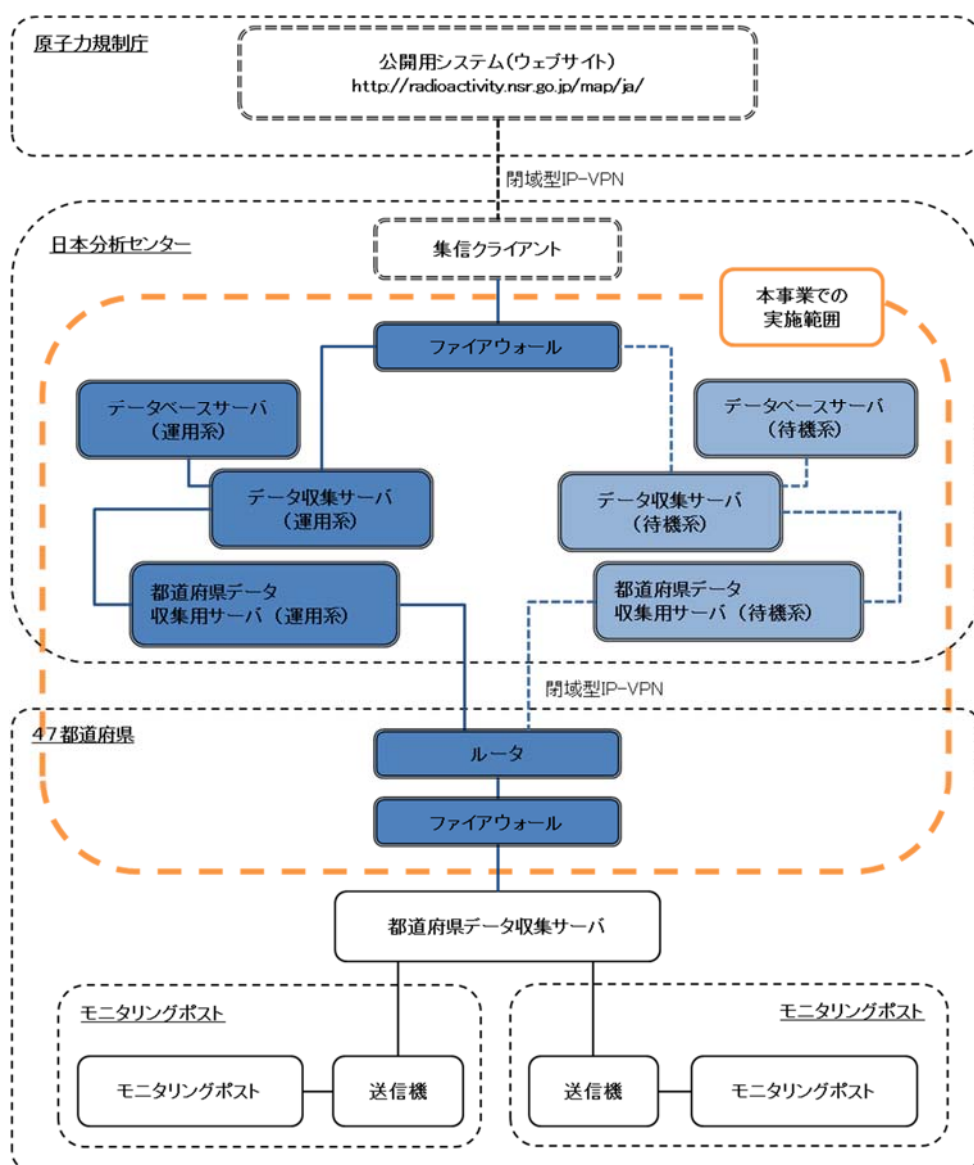 原子力規制庁
公開用システム(ウェブサイト)
http://radioactivity.nsr.go.jp/map/ja/
閉域型IP-VPN
日本分析センター
集信クライアント
本事業での
実施範囲
ファイアウォール
データベースサーバ
(運用系)
データベースサーバ
(待機系)
データ収集サーバ
(運用系)
データ収集サーバ
(待機系)
都道府県データ
収集用サーバ(運用系)
都道府県データ
収集用サーバ(待機系)
閉域型IP-VPN
47都道府県
ルータ
ファイアウォール
都道府県データ収集サーバ
モニタリングポスト
モニタリングポスト
モニタリングポスト
送信機
送信機
モニタリングポスト